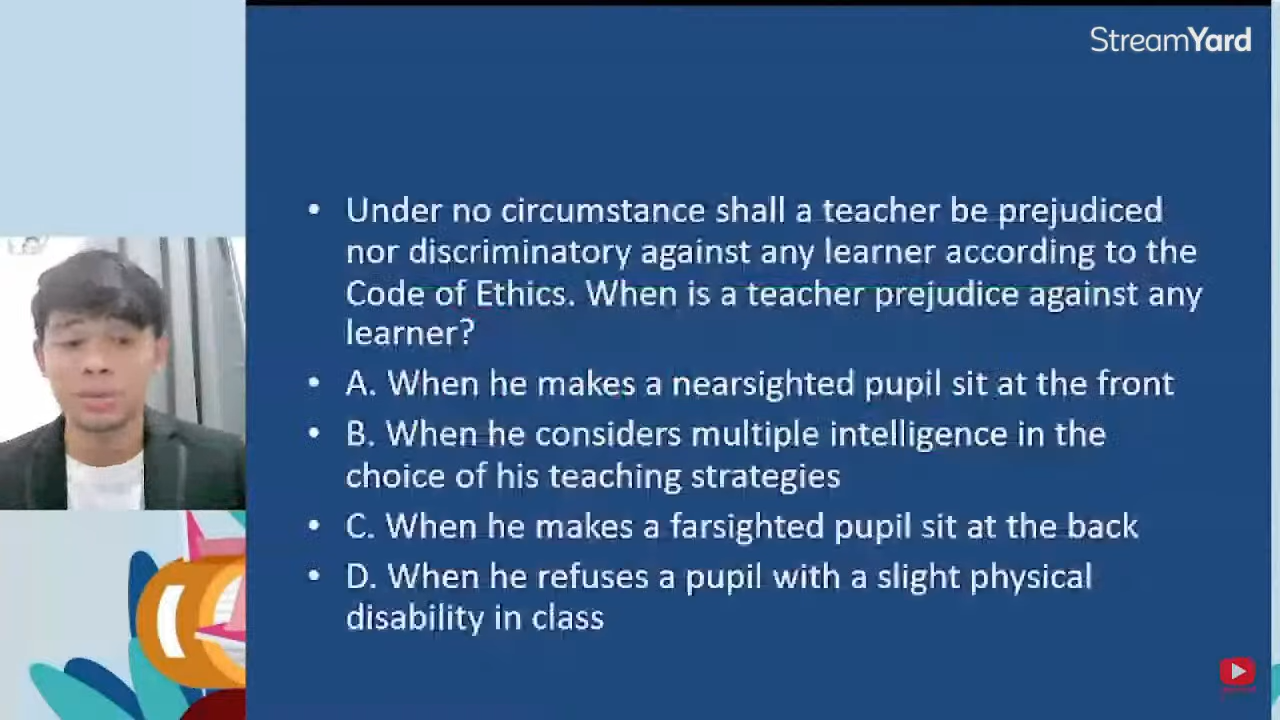 StreamYard
• Under no circumstance shall a teacher be prejudiced
nor discriminatory against any learner according to the
Code of Ethics. When is a teacher prejudice against any
learner?
• A. When he makes a nearsighted pupil sit at the front
• B. When he considers multiple intelligence in the
choice of his teaching strategies
• C. When he makes a farsighted pupil sit at the back
• D. When he refuses a pupil with a slight physical
disability in class